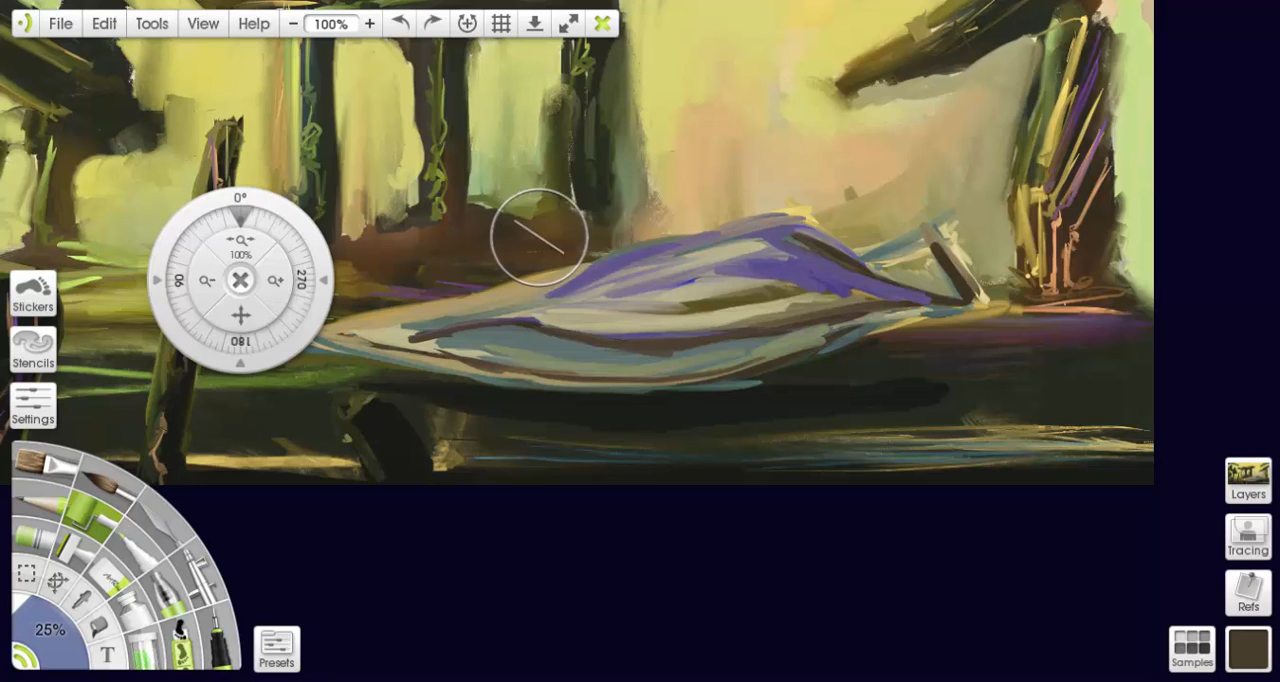 File Edit Tools View Help − 100% +
0°
100%
90
270
180
Stickers
Stencils
Settings
25%
T
Presets
Layers
Tracing
Refs
Samples